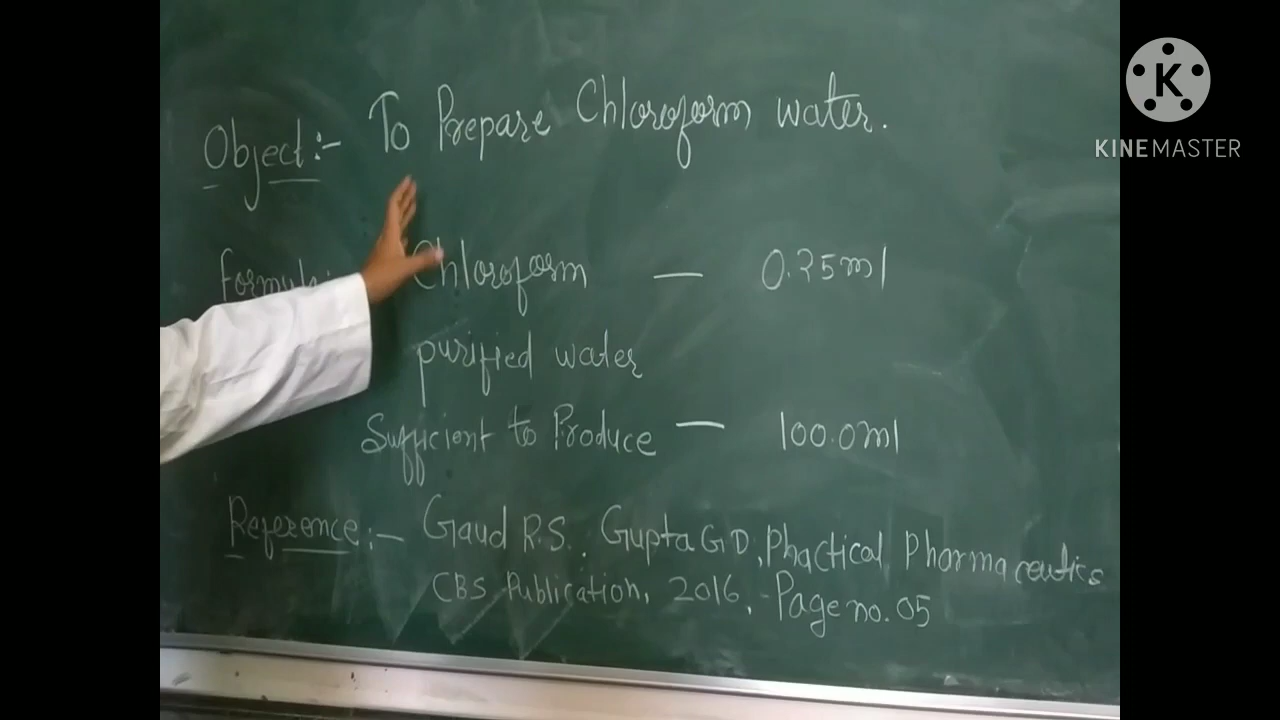 Object:- To Prepare Chloroform water.
Chloroform — 0.25ml
purified water
Sufficient to Produce — 100.0ml
Reference:- Gaud R.S., Gupta GD, Practical Pharmaceutics
CBS Publication, 2016, Page no. 05
K
KINEMASTER